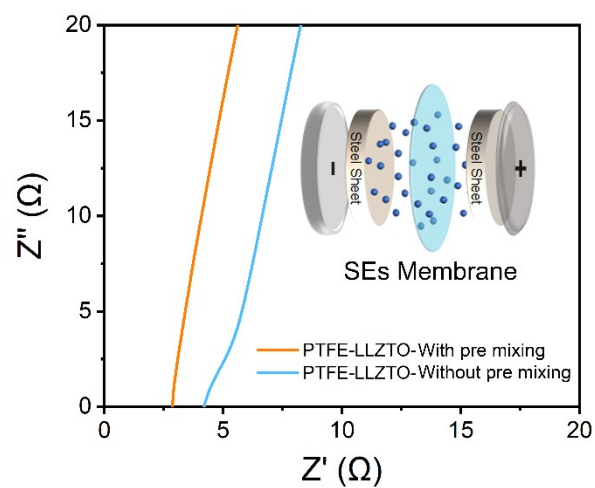 20
15
10
5
0
Z'' (Ω)
-
Steel Sheet
Steel Sheet
+
SEs Membrane
PTFE-LLZTO-With pre mixing
PTFE-LLZTO-Without pre mixing
0 5 10 15 20
Z' (Ω)